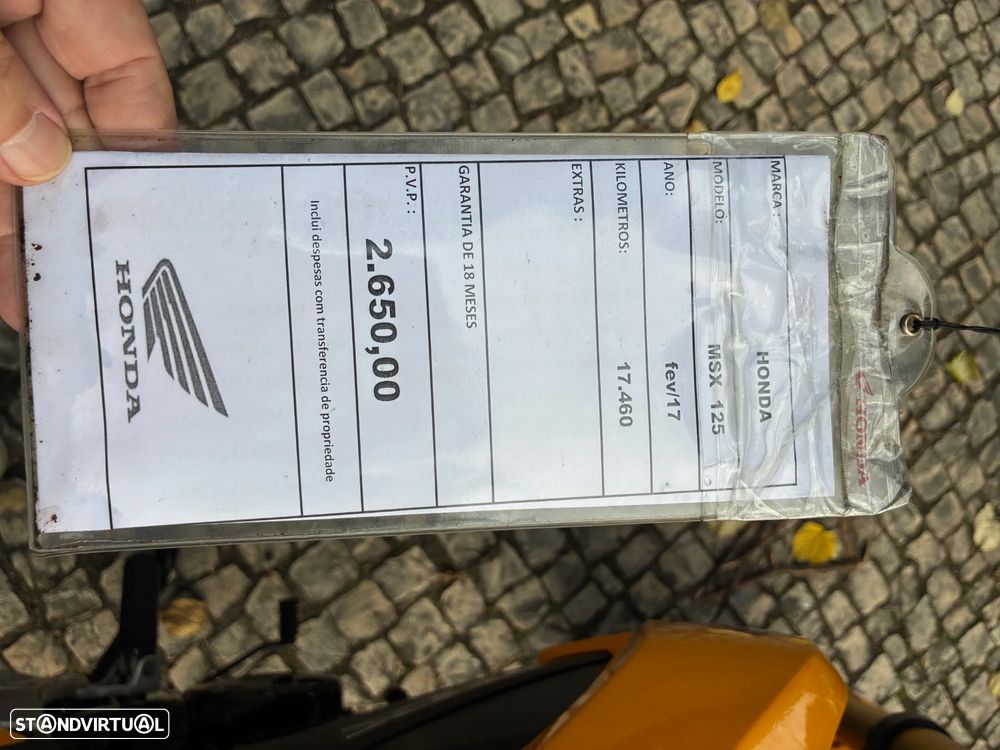 HONDA
MARCA : HONDA
MODELO: MSX 125
ANO: fev/17
KILOMETROS: 17.460
EXTRAS :
GARANTIA DE 18 MESES
P.V.P. : 2.650,00
Inclui despesas com transferencia de propriedade
HONDA
STANDVIRTUAL